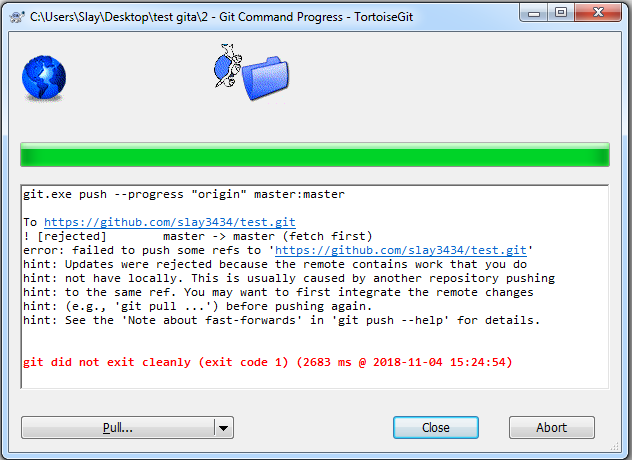 C:\Users\Slay\Desktop\test gita\2 - Git Command Progress - TortoiseGit
git.exe push --progress "origin" master:master
To https://github.com/slay3434/test.git
! [rejected]        master -> master (fetch first)
error: failed to push some refs to 'https://github.com/slay3434/test.git'
hint: Updates were rejected because the remote contains work that you do
hint: not have locally. This is usually caused by another repository pushing
hint: to the same ref. You may want to first integrate the remote changes
hint: (e.g., 'git pull ...') before pushing again.
hint: See the 'Note about fast-forwards' in 'git push --help' for details.
git did not exit cleanly (exit code 1) (2683 ms @ 2018-11-04 15:24:54)
Pull...
Close
Abort